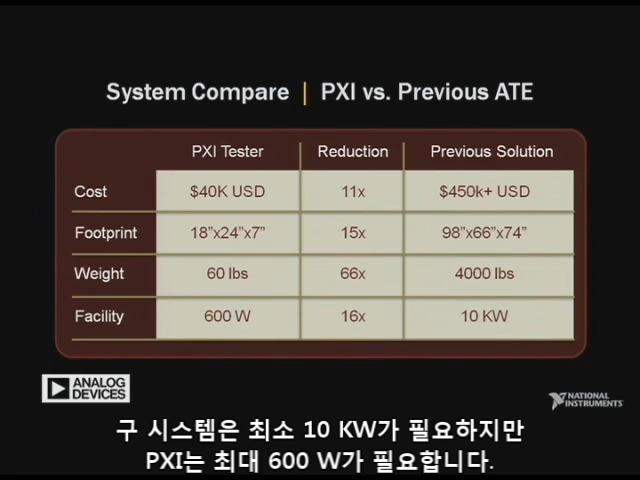 System Compare | PXI vs. Previous ATE
PXI Tester Reduction Previous Solution
Cost $40K USD 11x $450k+ USD
Footprint 18”x24”x7” 15x 98”x66”x74”
Weight 60 lbs 66x 4000 lbs
Facility 600 W 16x 10 KW
ANALOG
DEVICES
NATIONAL
INSTRUMENTS
구 시스템은 최소 10 KW가 필요하지만
PXI는 최대 600 W가 필요합니다.